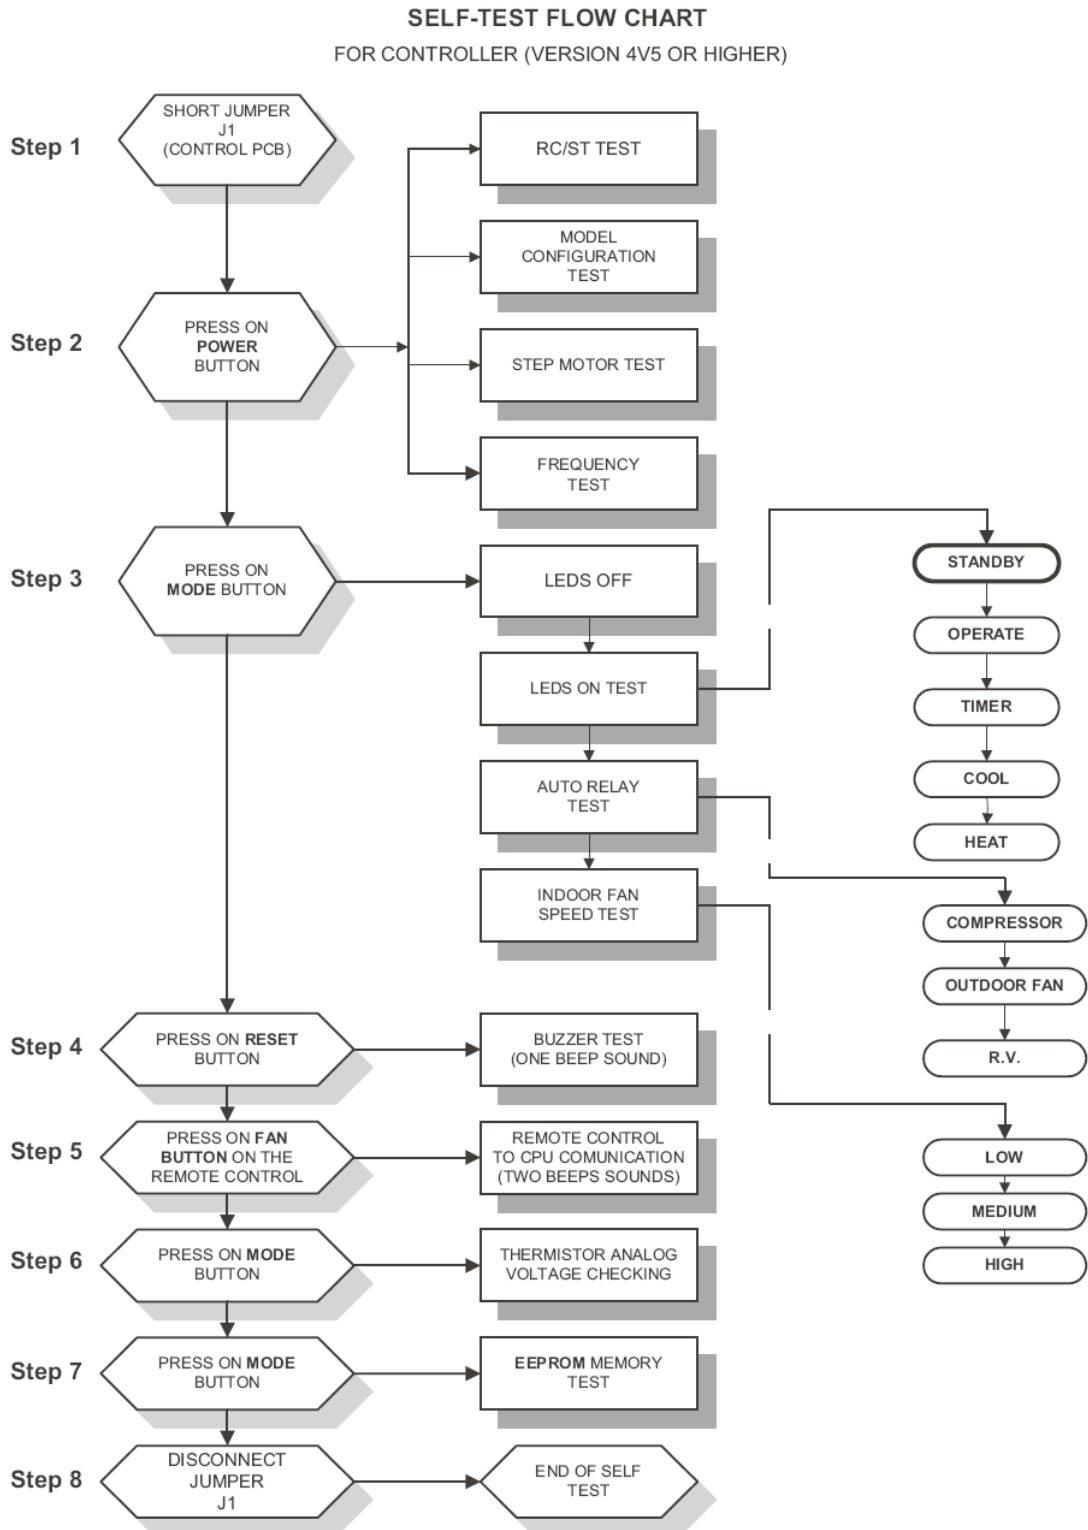 SELF-TEST FLOW CHART
FOR CONTROLLER (VERSION 4V5 OR HIGHER)
Step 1
SHORT JUMPER
J1
(CONTROL PCB)
RC/ST TEST
MODEL
CONFIGURATION
TEST
Step 2
PRESS ON
POWER
BUTTON
STEP MOTOR TEST
FREQUENCY
TEST
Step 3
PRESS ON
MODE BUTTON
LEDS OFF
LEDS ON TEST
AUTO RELAY
TEST
INDOOR FAN
SPEED TEST
STANDBY
OPERATE
TIMER
COOL
HEAT
COMPRESSOR
OUTDOOR FAN
R.V.
LOW
MEDIUM
HIGH
Step 4
PRESS ON RESET
BUTTON
BUZZER TEST
(ONE BEEP SOUND)
Step 5
PRESS ON FAN
BUTTON ON THE
REMOTE CONTROL
REMOTE CONTROL
TO CPU COMUNICATION
(TWO BEEPS SOUNDS)
Step 6
PRESS ON MODE
BUTTON
THERMISTOR ANALOG
VOLTAGE CHECKING
Step 7
PRESS ON MODE
BUTTON
EEPROM MEMORY
TEST
Step 8
DISCONNECT
JUMPER
J1
END OF SELF
TEST